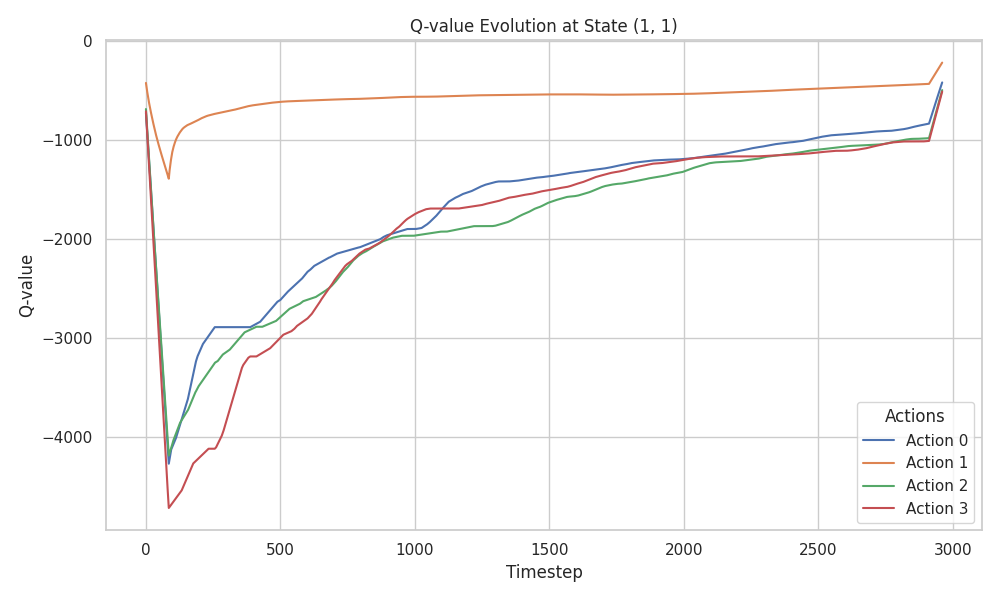 Q-value Evolution at State (1, 1)
0
−1000
−2000
−3000
−4000
Q-value
0
500
1000
1500
2000
2500
3000
Timestep
Actions
Action 0
Action 1
Action 2
Action 3